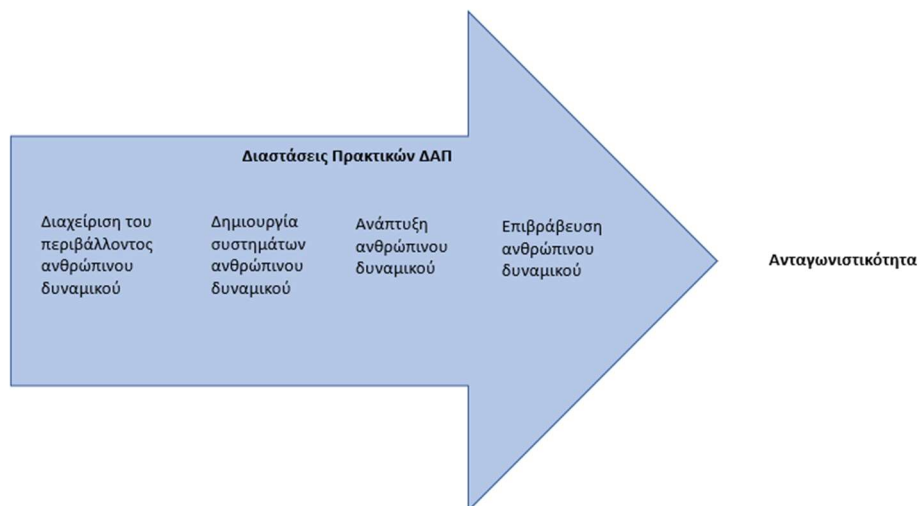 Διαστάσεις Πρακτικών ΔΑΠ
Διαχείριση του
περιβάλλοντος
ανθρώπινου
δυναμικού
Δημιουργία
συστημάτων
ανθρώπινου
δυναμικού
Ανάπτυξη
ανθρώπινου
δυναμικού
Επιβράβευση
ανθρώπινου
δυναμικού
Ανταγωνιστικότητα